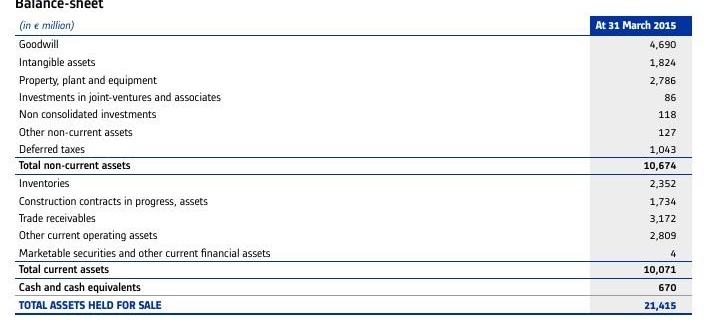 Balance-sheet
(in € million) At 31 March 2015
Goodwill 4,690
Intangible assets 1,824
Property, plant and equipment 2,786
Investments in joint-ventures and associates 86
Non consolidated investments 118
Other non-current assets 127
Deferred taxes 1,043
Total non-current assets 10,674
Inventories 2,352
Construction contracts in progress, assets 1,734
Trade receivables 3,172
Other current operating assets 2,809
Marketable securities and other current financial assets 4
Total current assets 10,071
Cash and cash equivalents 670
TOTAL ASSETS HELD FOR SALE 21,415